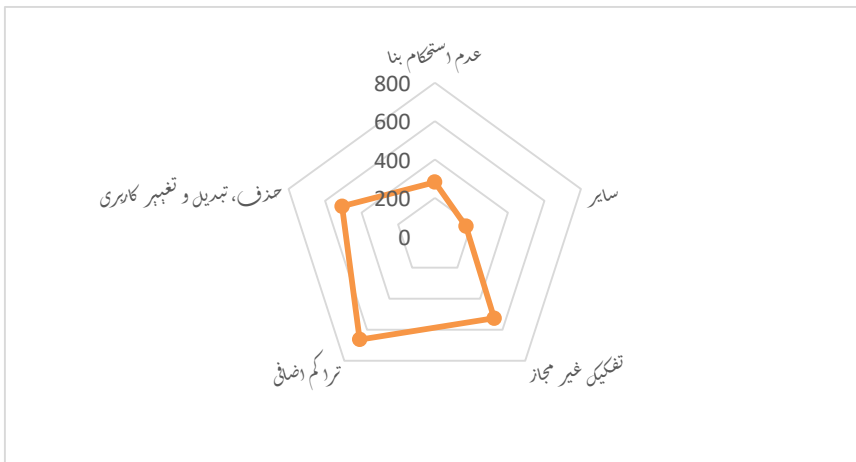 عدم استحکام بنا
800
600
400
200
0
سایر
حذف، تبدیل و تغییر کاربری
تراکم اضافی
تفکیک غیر مجاز